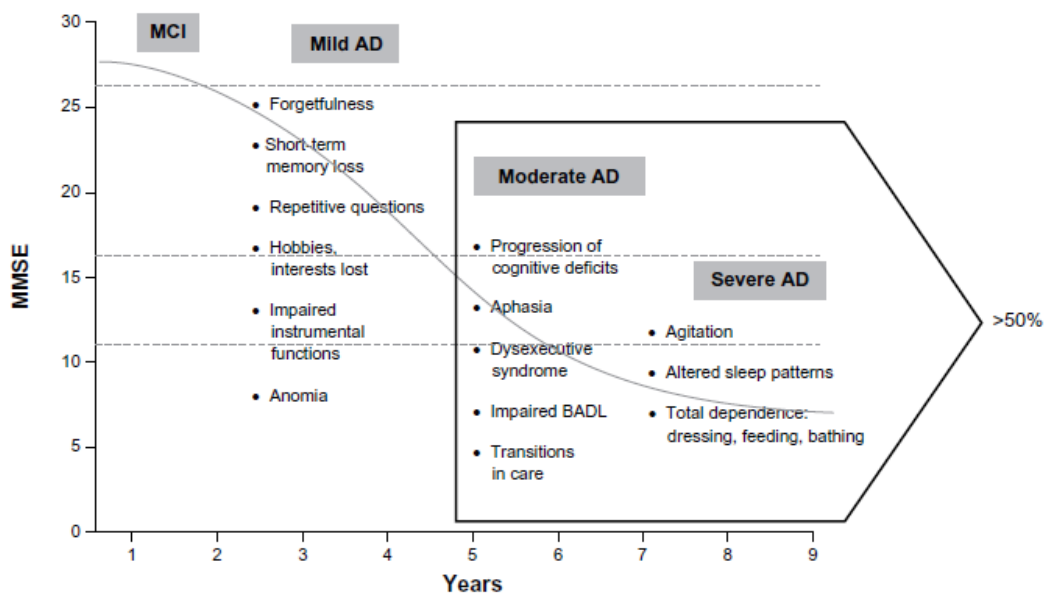 MCI
Mild AD
• Forgetfulness
• Short-term
memory loss
• Repetitive questions
• Hobbies,
interests lost
• Impaired
instrumental
functions
• Anomia
Moderate AD
• Progression of
cognitive deficits
• Aphasia
• Dysexecutive
syndrome
• Impaired BADL
• Transitions
in care
Severe AD
• Agitation
• Altered sleep patterns
• Total dependence:
dressing, feeding, bathing
>50%
MMSE
30
25
20
15
10
5
0
1 2 3 4 5 6 7 8 9
Years